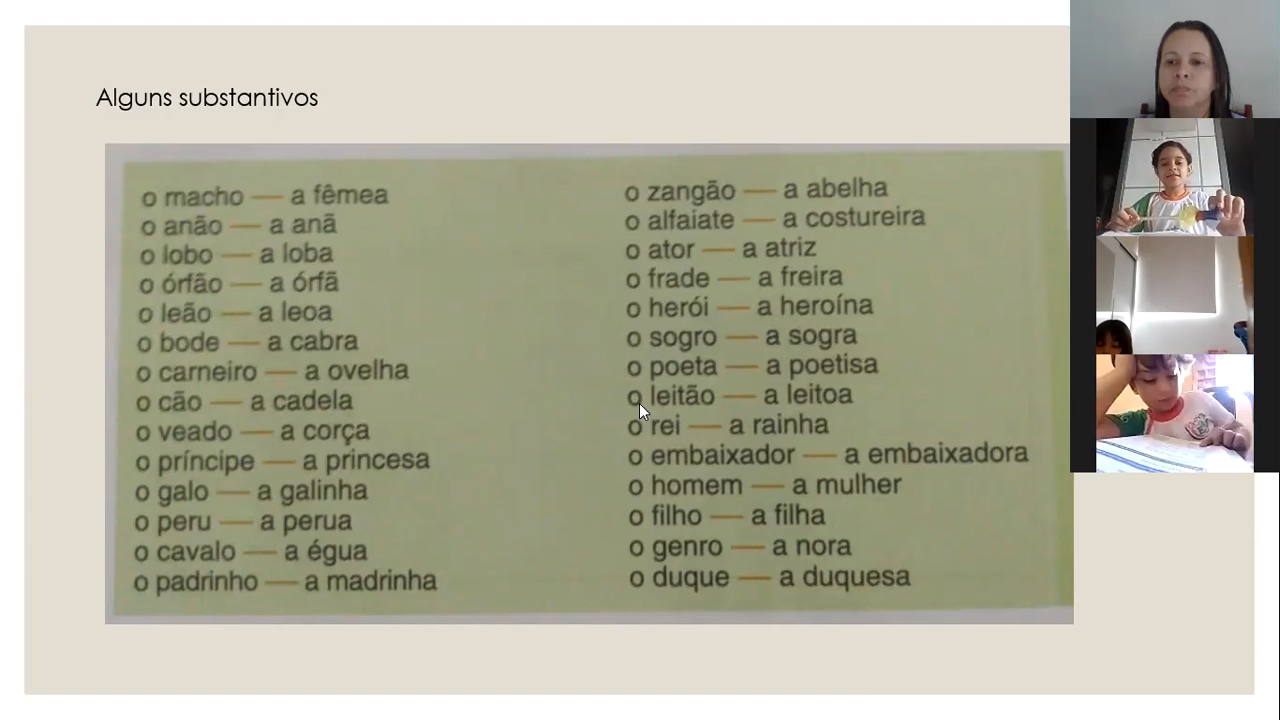 Alguns substantivos
o macho — a fêmea
o anão — a anã
o lobo — a loba
o órfão — a órfã
o leão — a leoa
o bode — a cabra
o carneiro — a ovelha
o cão — a cadela
o veado — a corça
o príncipe — a princesa
o galo — a galinha
o peru — a perua
o cavalo — a égua
o padrinho — a madrinha
o zangão — a abelha
o alfaiate — a costureira
o ator — a atriz
o frade — a freira
o herói — a heroína
o sogro — a sogra
o poeta — a poetisa
o leitão — a leitoa
o rei — a rainha
o embaixador — a embaixadora
o homem — a mulher
o filho — a filha
o genro — a nora
o duque — a duquesa